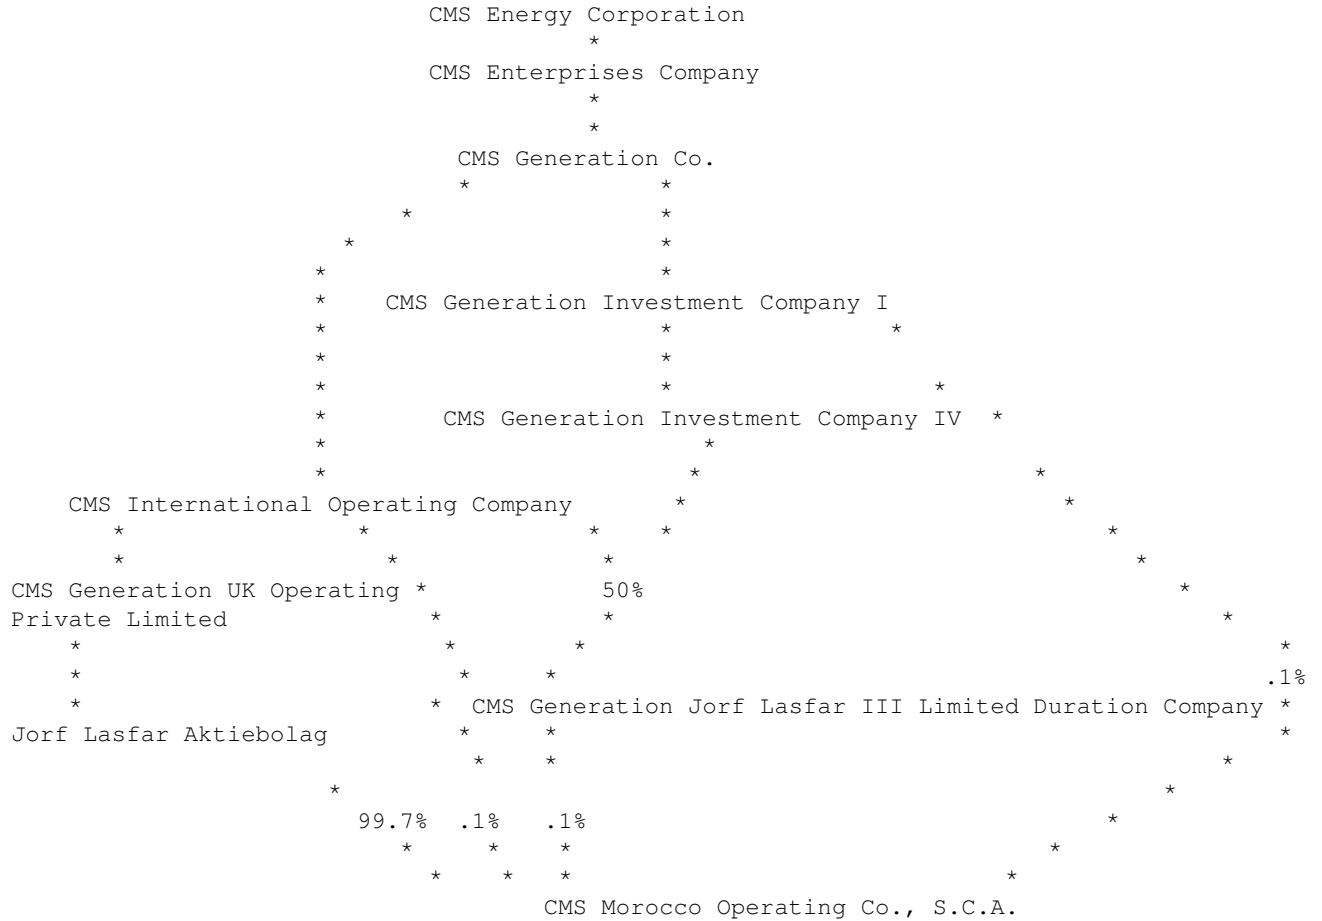 CMS Energy Corporation
*
CMS Enterprises Company
*
*
CMS Generation Co.
* *
* *
* *
* *
* CMS Generation Investment Company I
* * *
* *
* * *
* CMS Generation Investment Company IV *
* *
* * *
CMS International Operating Company * *
* * * * *
* * * *
CMS Generation UK Operating * 50% *
Private Limited * * *
* * * *
* * * .1%
* * CMS Generation Jorf Lasfar III Limited Duration Company *
Jorf Lasfar Aktiebolag * * *
* * *
* *
99.7% .1% .1% *
* * * *
* * * *
CMS Morocco Operating Co., S.C.A.